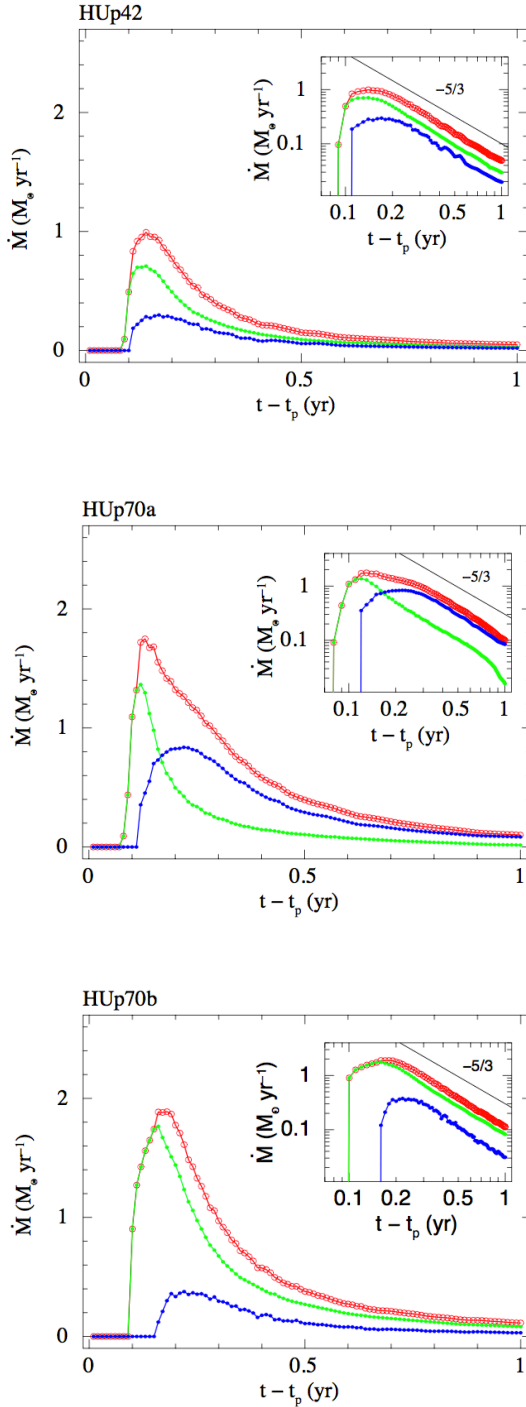 HUp42
2
1
0
Ṁ (M⊙ yr⁻¹)
0
0.5
1
t − tₚ (yr)
−5/3
1
0.1
Ṁ (M⊙ yr⁻¹)
0.1
0.2
0.5
1
t − tₚ (yr)
HUp70a
2
1
0
Ṁ (M⊙ yr⁻¹)
0
0.5
1
t − tₚ (yr)
−5/3
1
0.1
Ṁ (M⊙ yr⁻¹)
0.1
0.2
0.5
1
t − tₚ (yr)
HUp70b
2
1
0
Ṁ (M⊙ yr⁻¹)
0
0.5
1
t − tₚ (yr)
−5/3
1
0.1
Ṁ (M⊙ yr⁻¹)
0.1
0.2
0.5
1
t − tₚ (yr)